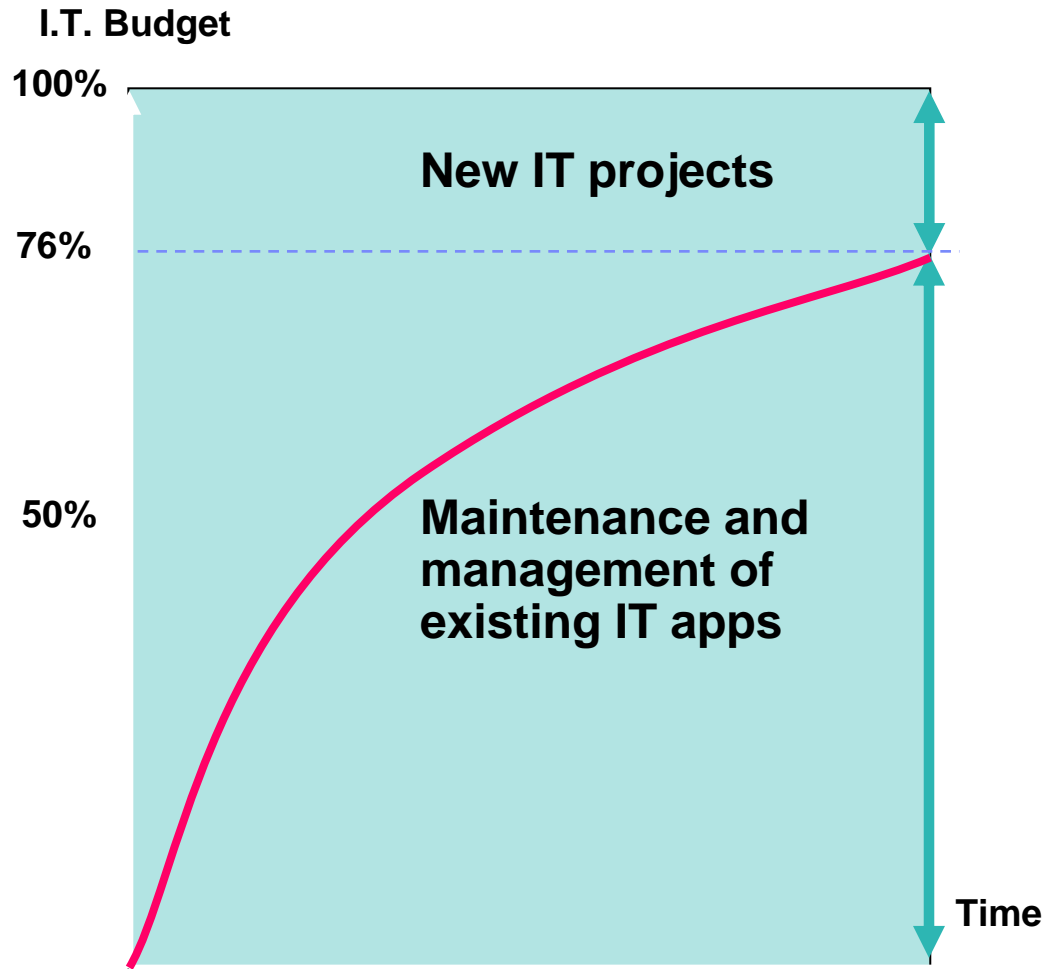 I.T. Budget
100%
New IT projects
76%
50%
Maintenance and
management of
existing IT apps
Time